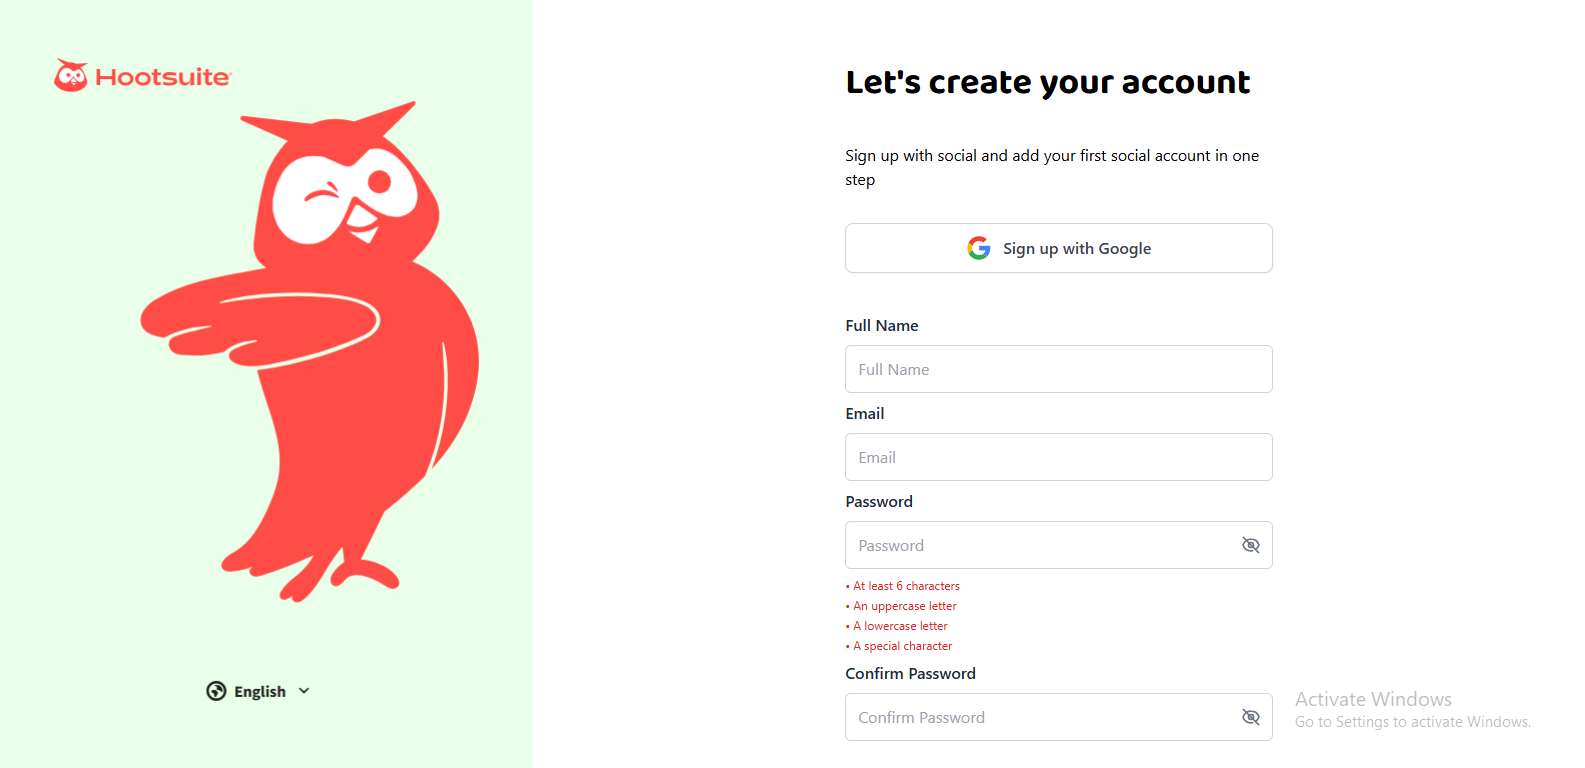 Hootsuite
English
Let's create your account
Sign up with social and add your first social account in one
step
Sign up with Google
Full Name
Full Name
Email
Email
Password
Password
• At least 6 characters
• An uppercase letter
• A lowercase letter
• A special character
Confirm Password
Confirm Password
Activate Windows
Go to Settings to activate Windows.